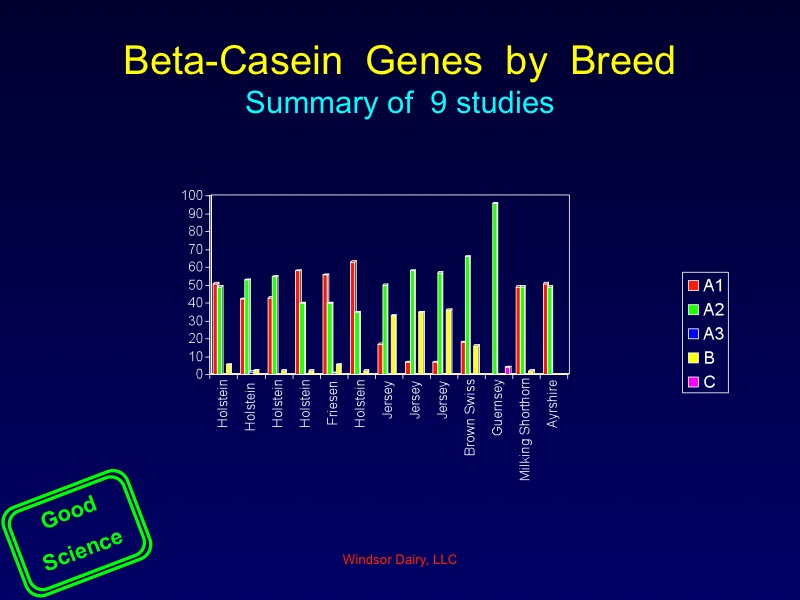 Beta-Casein Genes by Breed
Summary of 9 studies
100
90
80
70
60
50
40
30
20
10
0
Holstein
Holstein
Holstein
Holstein
Friesen
Holstein
Jersey
Jersey
Jersey
Brown Swiss
Guernsey
Milking Shorthorn
Ayrshire
A1
A2
A3
B
C
Good
Science
Windsor Dairy, LLC